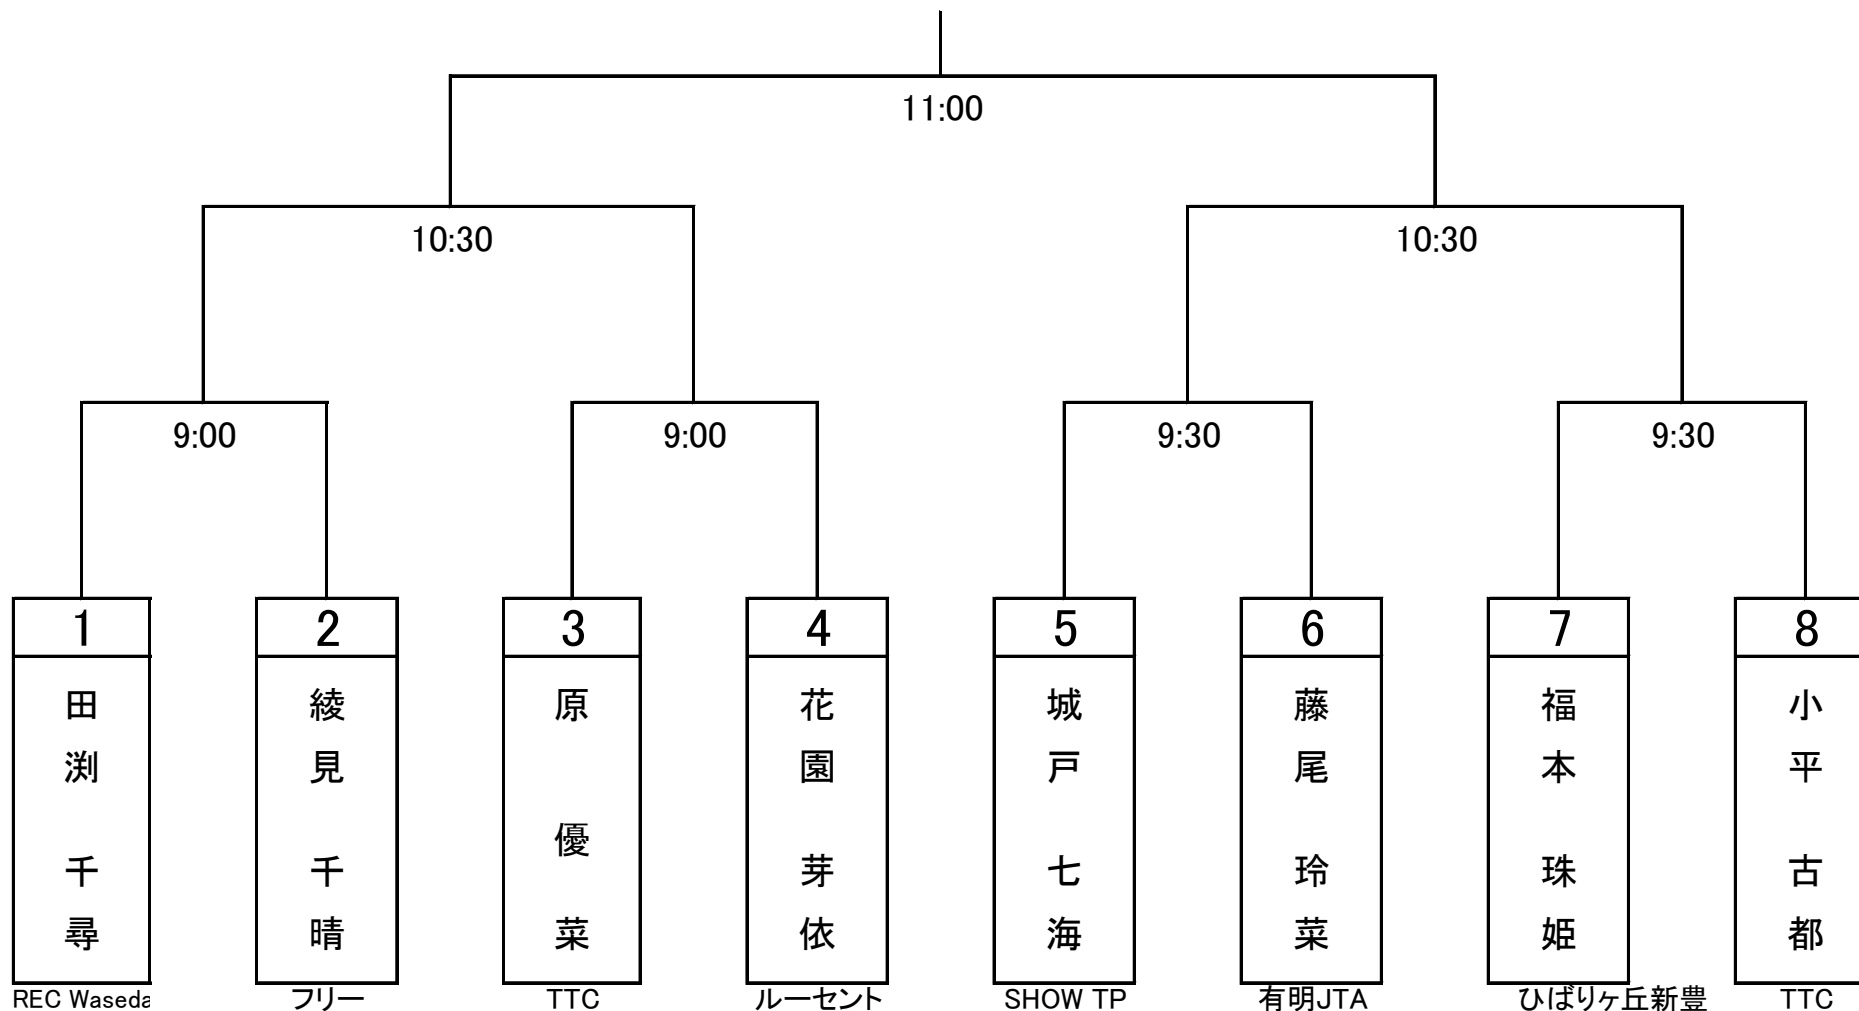 11:00
10:30
10:30
9:00
9:00
9:30
9:30
1
2
3
4
5
6
7
8
田渕 千尋
綾見 千晴
原 優菜
花園 芽依
城戸 七海
藤尾 玲菜
福本 珠姫
小平 古都
REC Waseda
フリー
TTC
ルーセント
SHOW TP
有明JTA
ひばりヶ丘新豊
TTC